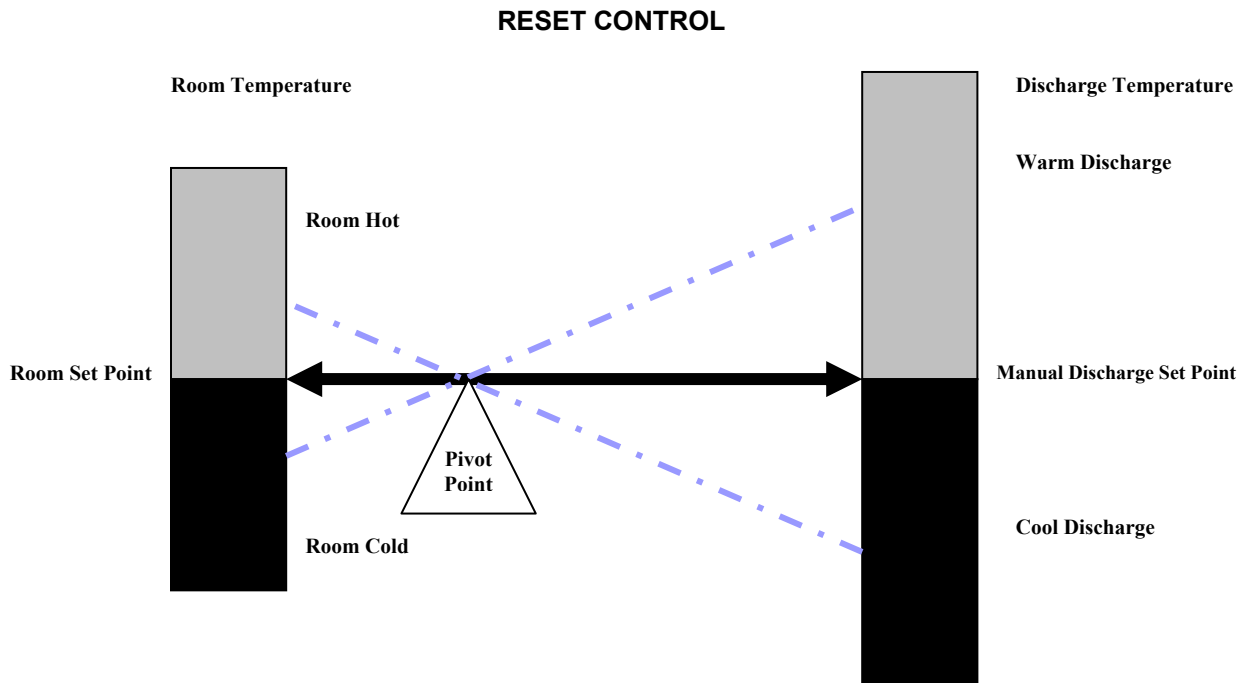 RESET CONTROL
Room Temperature
Discharge Temperature
Warm Discharge
Room Hot
Room Set Point
Manual Discharge Set Point
Pivot
Point
Cool Discharge
Room Cold